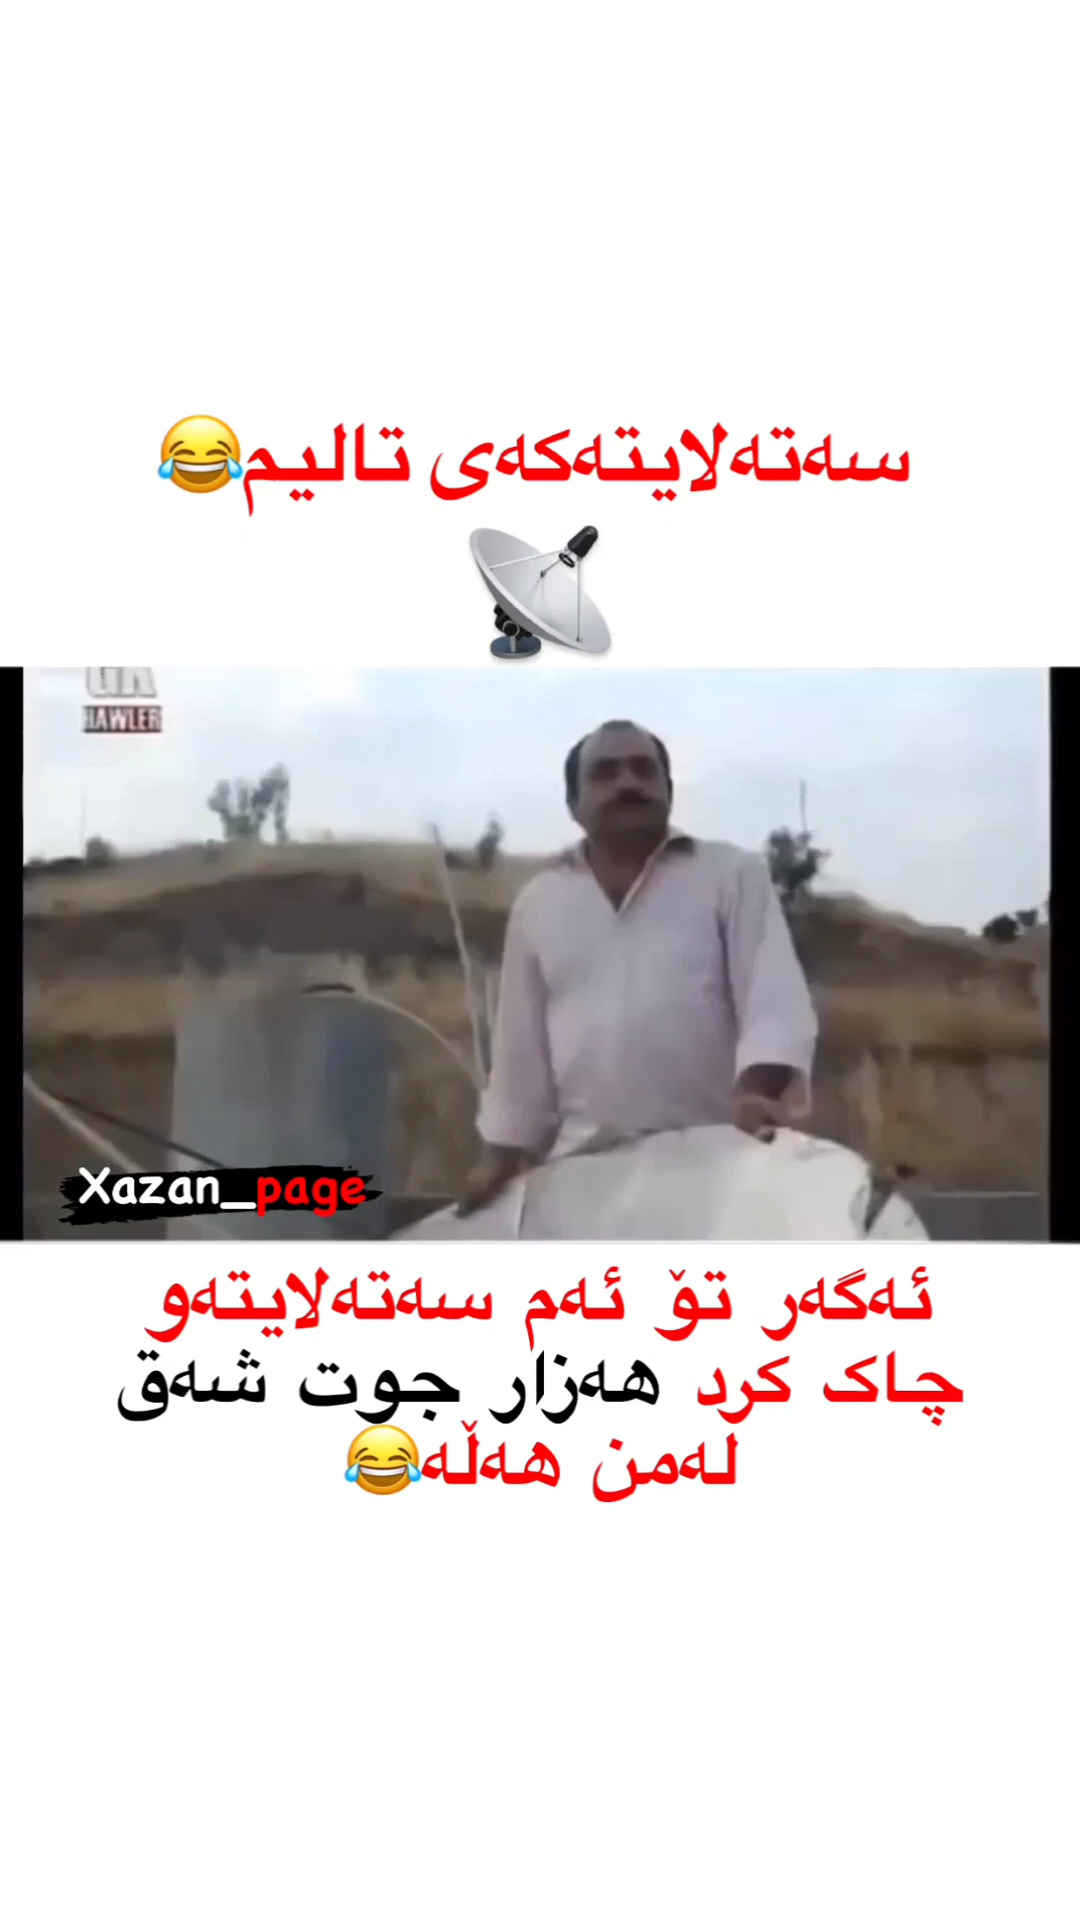 سەتەلایتەکەی تالیم😂
HAWLER
Xazan_page
ئەگەر تۆ ئەم سەتەلایتەو
چاک کرد هەزار جوت شەق
لەمن هەڵە😂